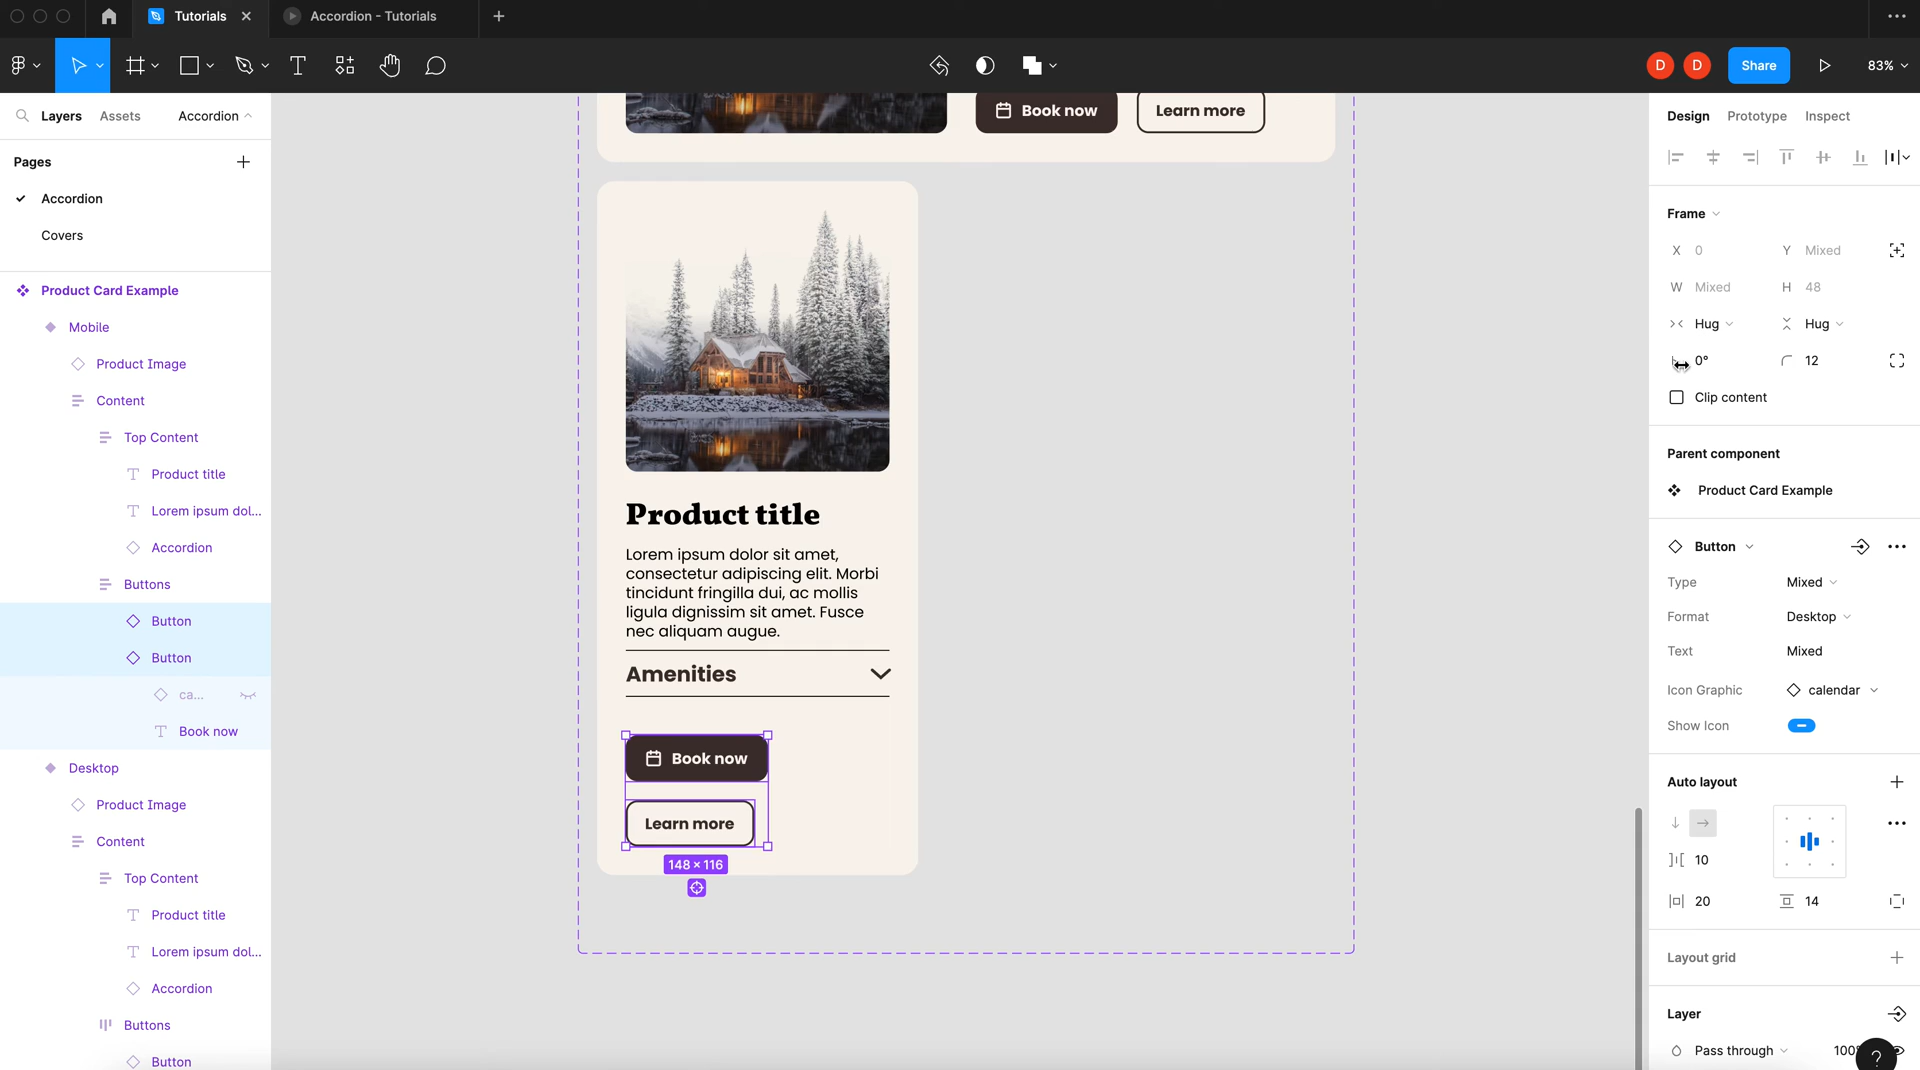 Tutorials
Accordion - Tutorials
D
D
Share
83%
Layers
Assets
Accordion
Pages
Accordion
Covers
Product Card Example
Mobile
Product Image
Content
Top Content
Product title
Lorem ipsum dol...
Accordion
Buttons
Button
Button
ca...
Book now
Desktop
Product Image
Content
Top Content
Product title
Lorem ipsum dol...
Accordion
Buttons
Button
Book now
Learn more
Product title
Lorem ipsum dolor sit amet,
consectetur adipiscing elit. Morbi
tincidunt fringilla dui, ac mollis
ligula dignissim sit amet. Fusce
nec aliquam augue.
Amenities
Book now
Learn more
148 × 116
Design
Prototype
Inspect
Frame
X 0
Y Mixed
W Mixed
H 48
Hug
Hug
0°
12
Clip content
Parent component
Product Card Example
Button
Type Mixed
Format Desktop
Text Mixed
Icon Graphic calendar
Show Icon
Auto layout
10
20
14
Layout grid
Layer
Pass through
?